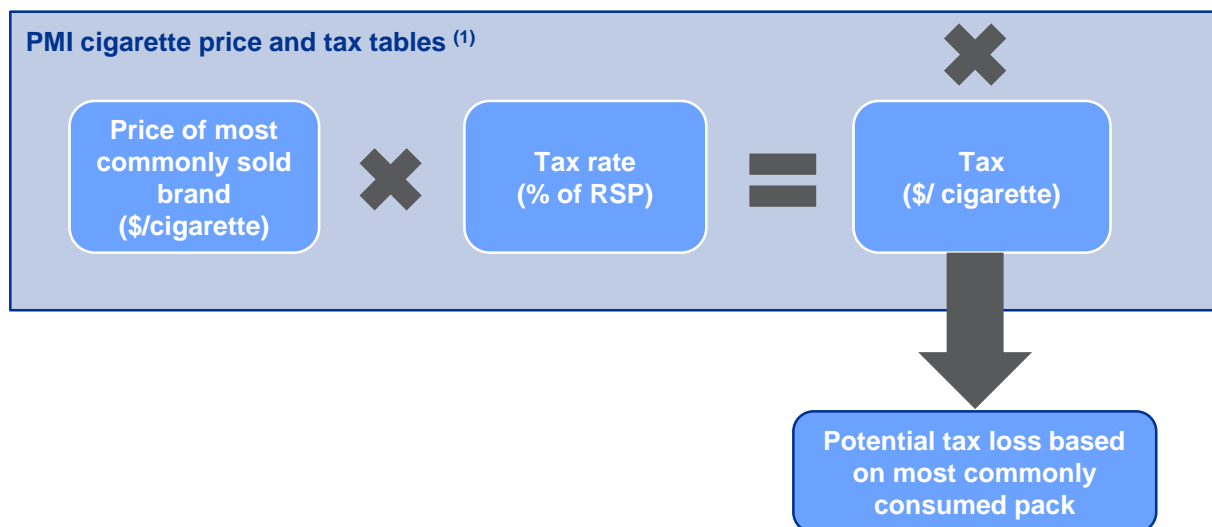 PMI cigarette price and tax tables (1)
Price of most
commonly sold
brand
($/cigarette)
Tax rate
(% of RSP)
Tax
($/ cigarette)
Potential tax loss based
on most commonly
consumed pack